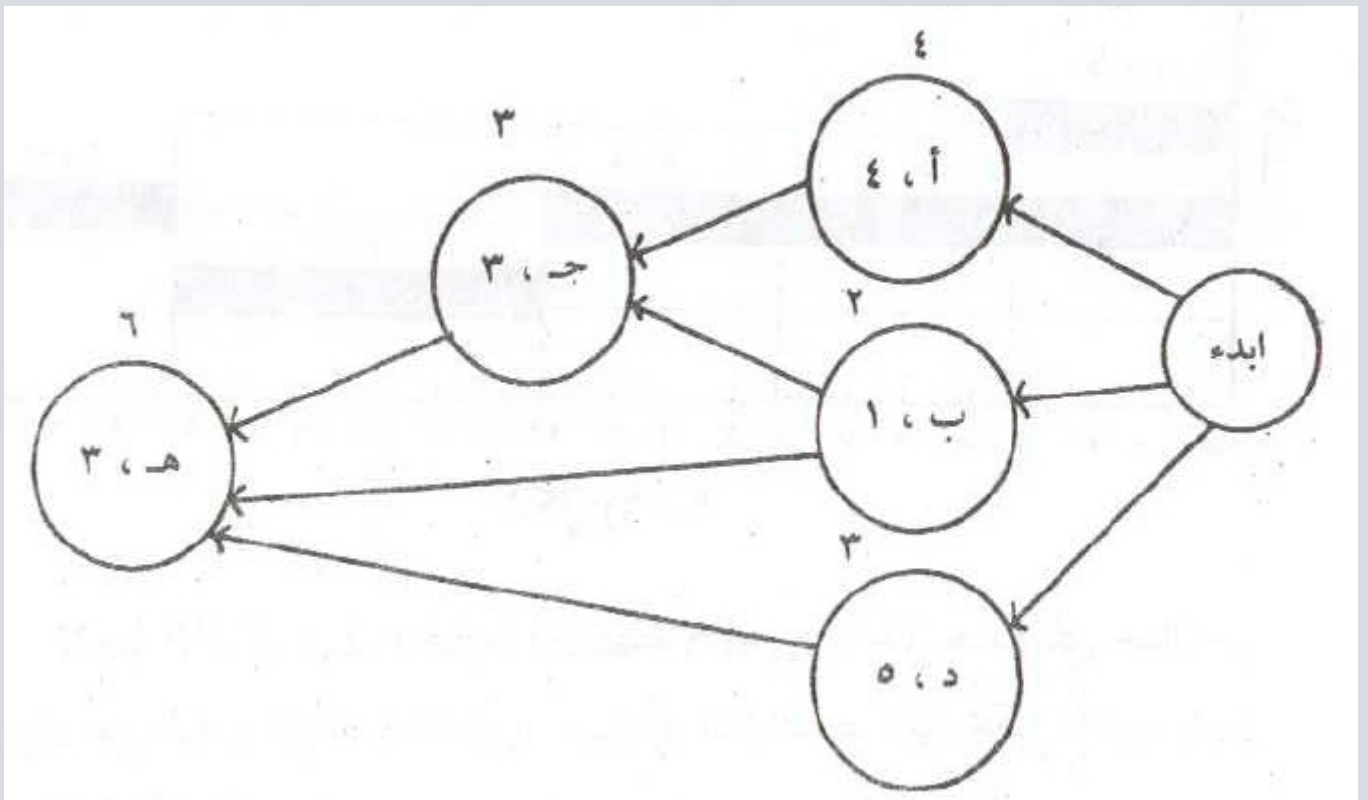 ٤
أ ، ٤
٣
جـ ، ٣
٢
ابدء
ب ، ١
٦
هـ ، ٣
٣
د ، ٥